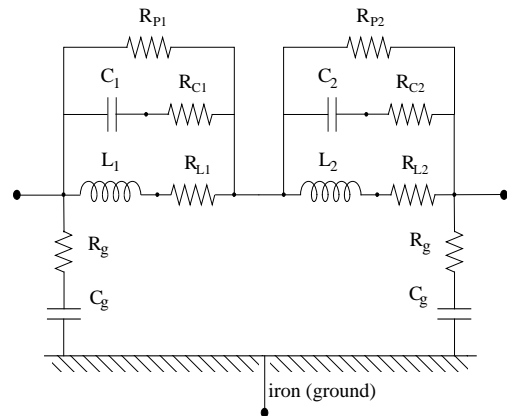 R_P1 R_P2
C_1 R_C1 C_2 R_C2
L_1 R_L1 L_2 R_L2
R_g R_g
C_g C_g
iron (ground)